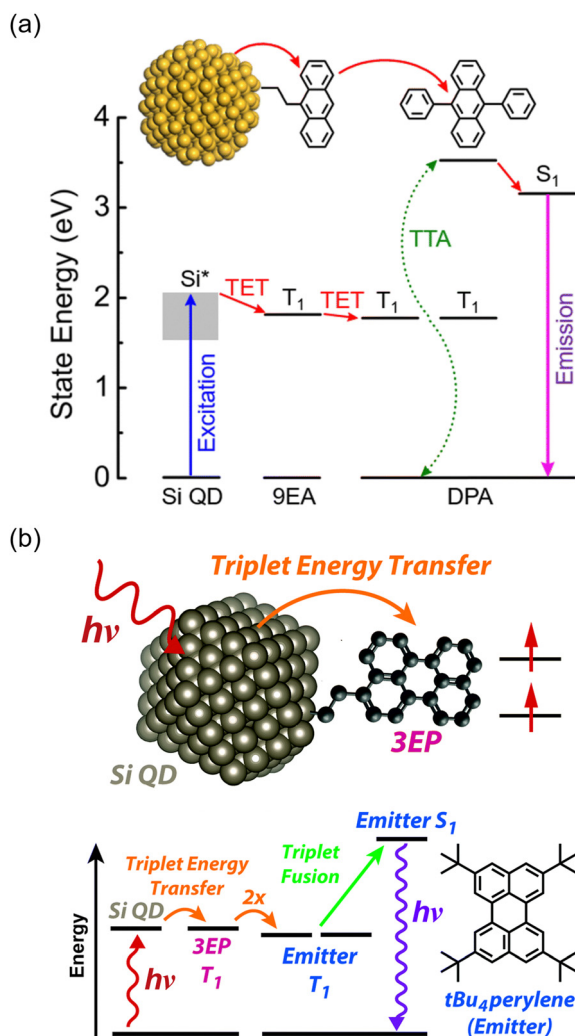 (a)
4
3
2
1
0
State Energy (eV)
Si*
TET
T1
TET
T1
T1
TTA
S1
Excitation
Emission
Si QD
9EA
DPA
(b)
Triplet Energy Transfer
hν
Si QD
3EP
Emitter S1
Triplet Energy
Transfer
Triplet
Fusion
Si QD
2x
hν
Energy
3EP
T1
Emitter
T1
hν
tBu4perylene
(Emitter)